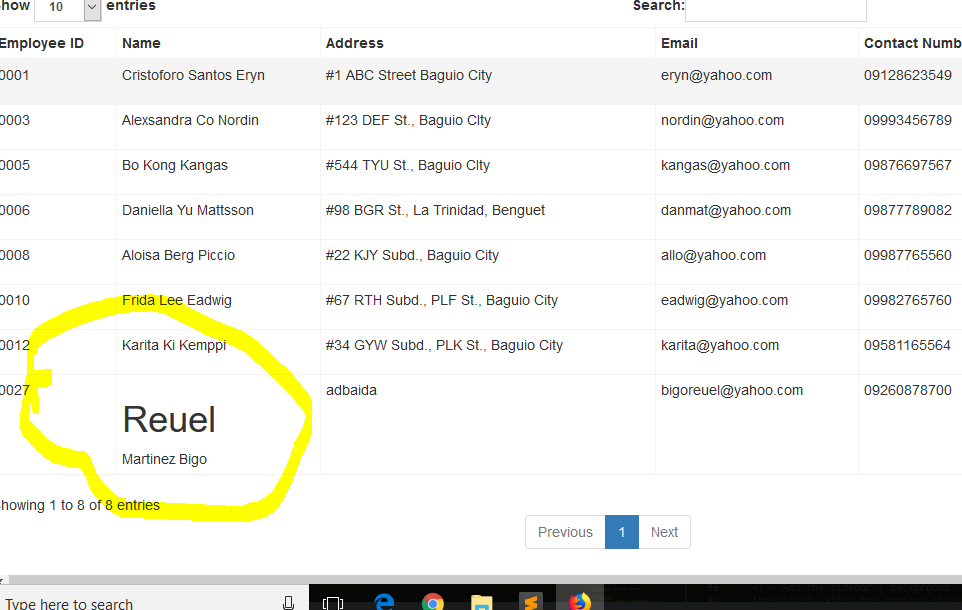 how 10 entries Search:
Employee ID Name Address Email Contact Numb
0001 Cristoforo Santos Eryn #1 ABC Street Baguio City eryn@yahoo.com 09128623549
0003 Alexsandra Co Nordin #123 DEF St., Baguio CIty nordin@yahoo.com 09993456789
0005 Bo Kong Kangas #544 TYU St., Baguio CIty kangas@yahoo.com 09876697567
0006 Daniella Yu Mattsson #98 BGR St., La Trinidad, Benguet danmat@yahoo.com 09877789082
0008 Aloisa Berg Piccio #22 KJY Subd., Baguio City allo@yahoo.com 09987765560
0010 Frida Lee Eadwig #67 RTH Subd., PLF St., Baguio City eadwig@yahoo.com 09982765760
0012 Karita Ki Kemppi #34 GYW Subd., PLK St., Baguio City karita@yahoo.com 09581165564
0027 adbaida bigoreuel@yahoo.com 09260878700
Reuel
Martinez Bigo
howing 1 to 8 of 8 entries
Previous 1 Next
Type here to search